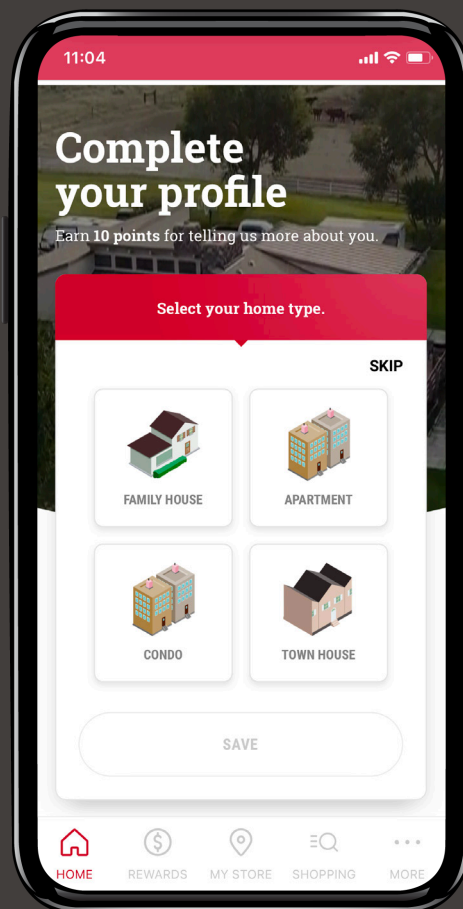 11:04
Complete
your profile
Earn 10 points for telling us more about you.
Select your home type.
SKIP
FAMILY HOUSE
APARTMENT
CONDO
TOWN HOUSE
SAVE
HOME
REWARDS
MY STORE
SHOPPING
MORE